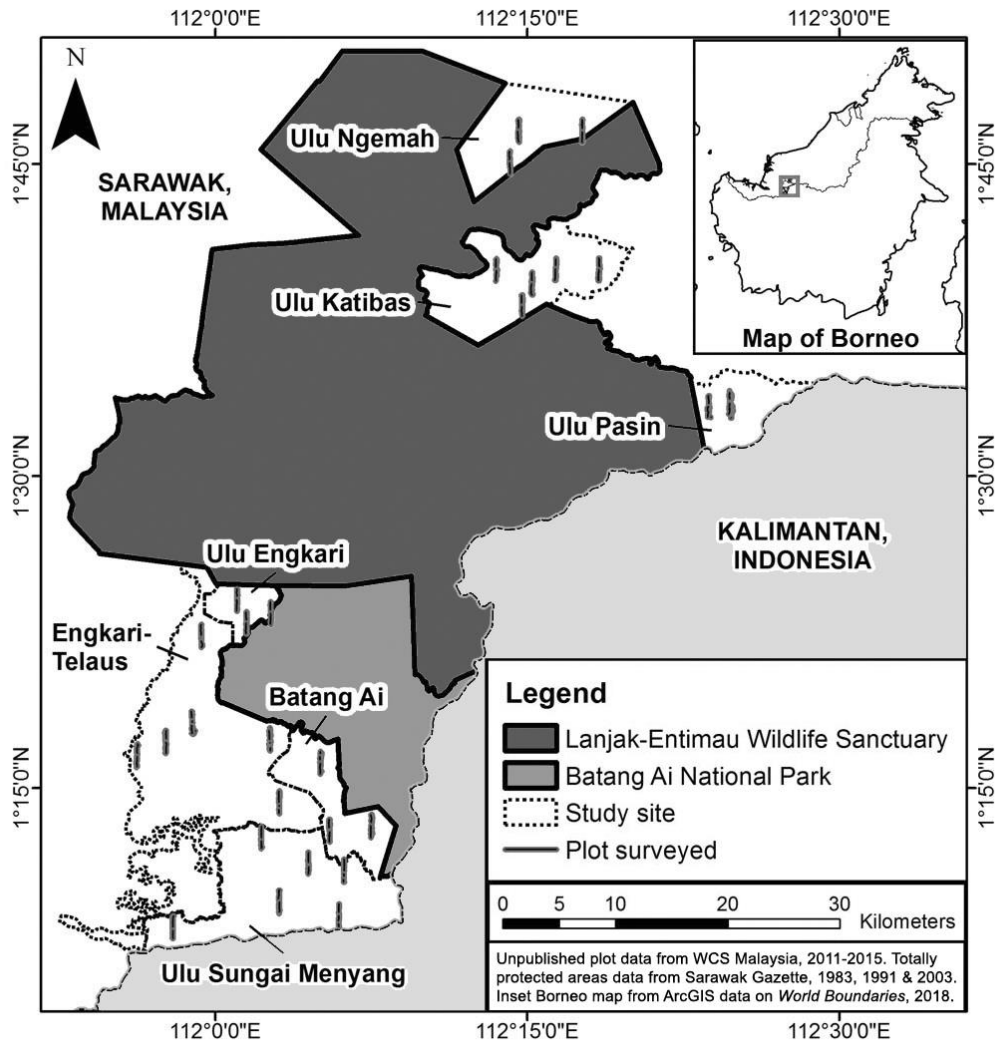 112°0'0"E
112°15'0"E
112°30'0"E
N
Ulu Ngemah
SARAWAK,
MALAYSIA
1°45'0"N
1°45'0"N
Ulu Katibas
Map of Borneo
Ulu Pasin
1°30'0"N
1°30'0"N
KALIMANTAN,
INDONESIA
Ulu Engkari
Engkari-
Telaus
Batang Ai
Legend
Lanjak-Entimau Wildlife Sanctuary
Batang Ai National Park
Study site
Plot surveyed
1°15'0"N
1°15'0"N
0 5 10 20 30
Kilometers
Ulu Sungai Menyang
Unpublished plot data from WCS Malaysia, 2011-2015. Totally
protected areas data from Sarawak Gazette, 1983, 1991 & 2003.
Inset Borneo map from ArcGIS data on World Boundaries, 2018.
112°0'0"E
112°15'0"E
112°30'0"E